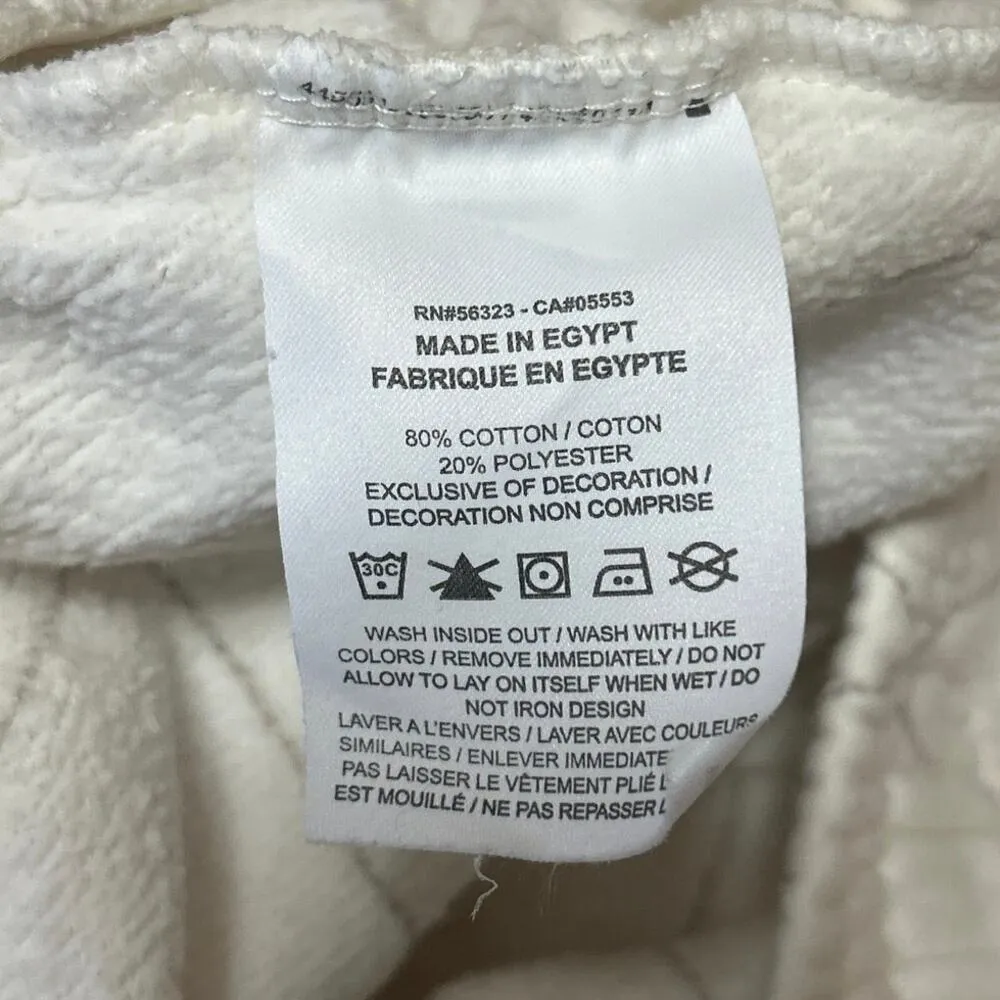 RN#56323 - CA#05553
MADE IN EGYPT
FABRIQUE EN EGYPTE
80% COTTON / COTON
20% POLYESTER
EXCLUSIVE OF DECORATION /
DECORATION NON COMPRISE
30C
WASH INSIDE OUT / WASH WITH LIKE
COLORS / REMOVE IMMEDIATELY / DO NOT
ALLOW TO LAY ON ITSELF WHEN WET / DO
NOT IRON DESIGN
LAVER A L'ENVERS / LAVER AVEC COULEURS
SIMILAIRES / ENLEVER IMMEDIATE
PAS LAISSER LE VÊTEMENT PLIÉ L
EST MOUILLÉ / NE PAS REPASSER L